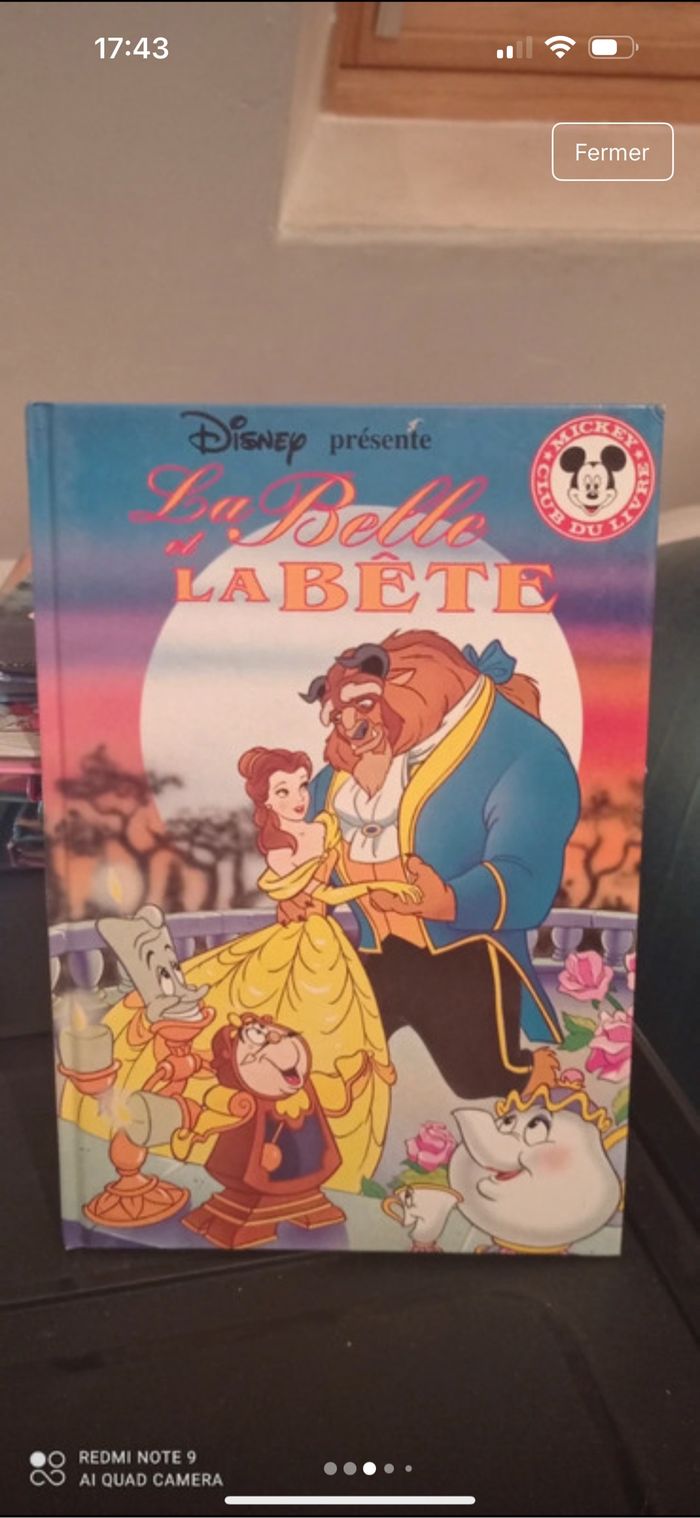 17:43
Fermer
Disney présente
MICKEY
CLUB DU LIVRE
La Belle
et
LA BÊTE
REDMI NOTE 9
AI QUAD CAMERA